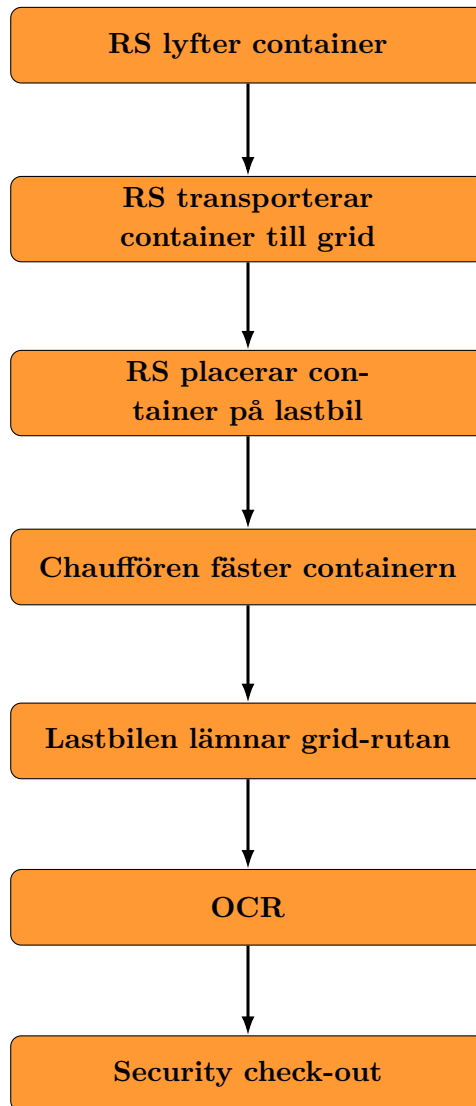 RS lyfter container
RS transporterar
container till grid
RS placerar con-
tainer på lastbil
Chauffören fäster containern
Lastbilen lämnar grid-rutan
OCR
Security check-out